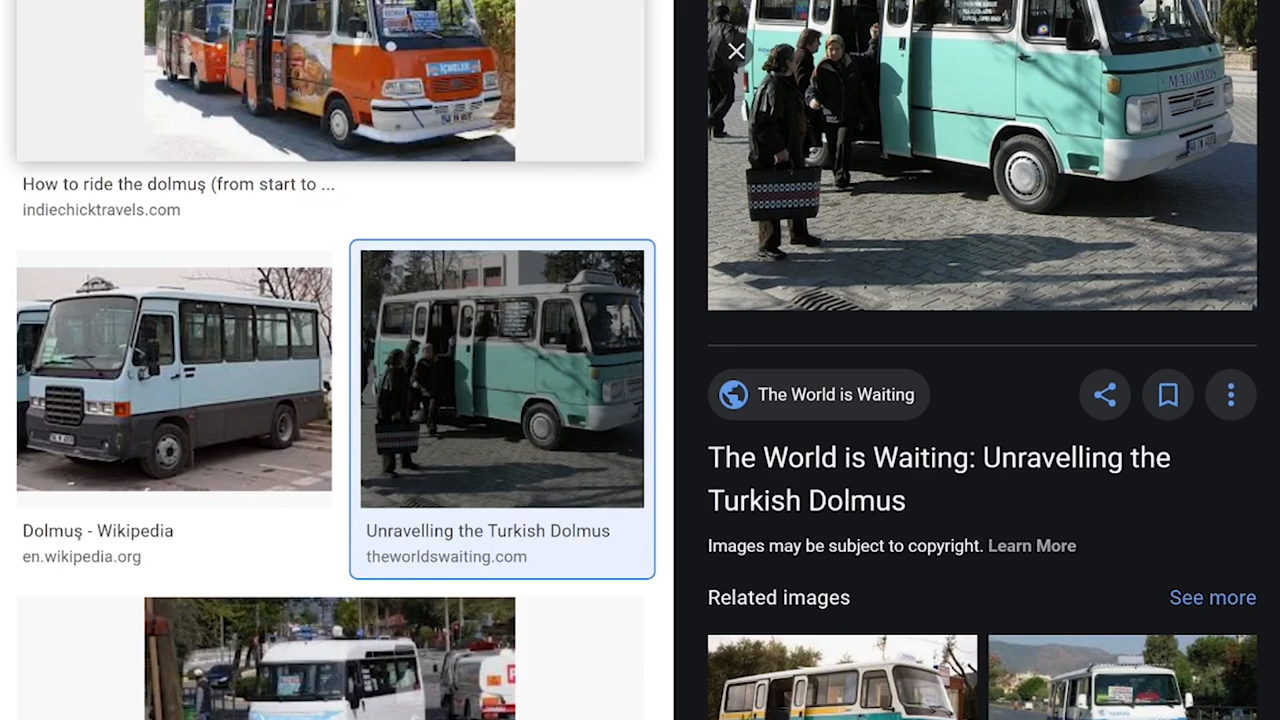 İÇMELER
How to ride the dolmuş (from start to ...
indiechicktravels.com
Dolmuş - Wikipedia
en.wikipedia.org
Unravelling the Turkish Dolmus
theworldswaiting.com
MARMARİS
The World is Waiting
The World is Waiting: Unravelling the
Turkish Dolmus
Images may be subject to copyright. Learn More
Related images
See more